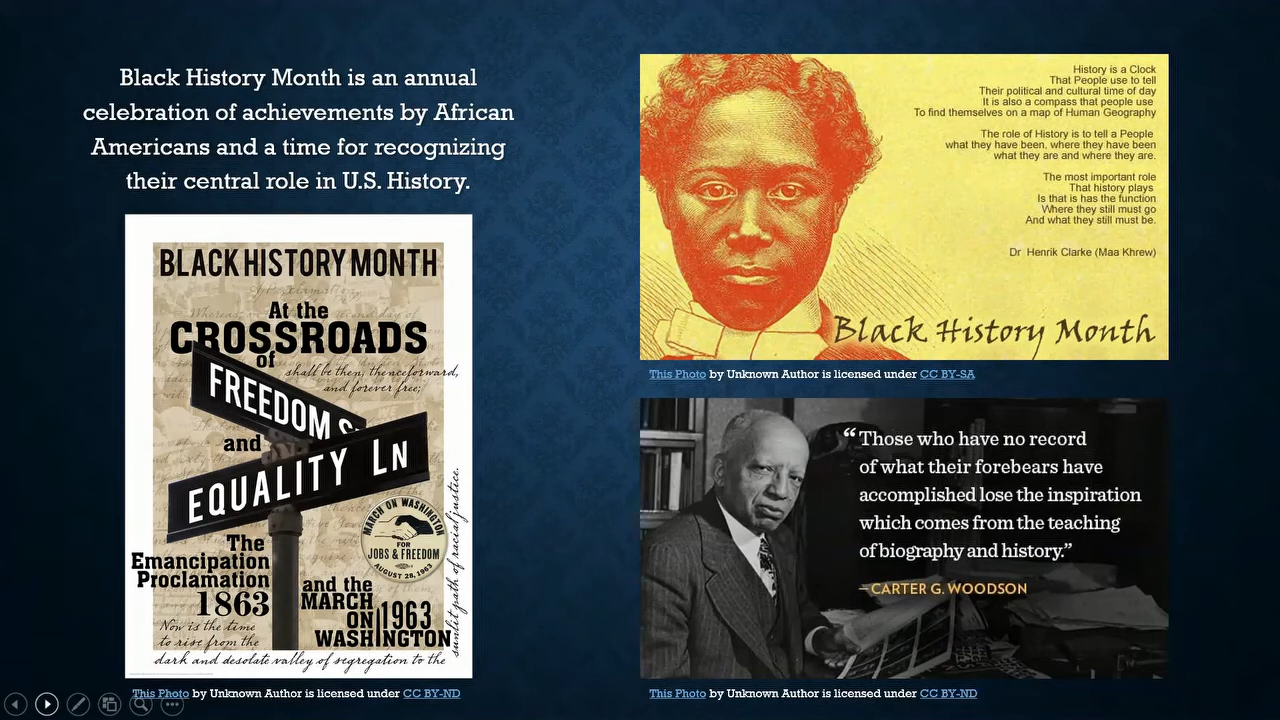 Black History Month is an annual
celebration of achievements by African
Americans and a time for recognizing
their central role in U.S. History.
BLACK HISTORY MONTH
At the
CROSSROADS
of
shall be then, thenceforward,
and forever free;
FREEDOM S
and
EQUALITY LN
MARCH ON WASHINGTON
FOR
JOBS & FREEDOM
AUGUST 28, 1963
The
Emancipation
Proclamation
1863
and the
MARCH
ON 1963
WASHINGTON
Now is the time
to rise from the
dark and desolate valley of segregation to the
sunlit path of racial justice.
This Photo by Unknown Author is licensed under CC BY-ND
History is a Clock
That People use to tell
Their political and cultural time of day
It is also a compass that people use
To find themselves on a map of Human Geography
The role of History is to tell a People
what they have been, where they have been
what they are and where they are.
The most important role
That history plays
Is that is has the function
Where they still must go
And what they still must be.
Dr Henrik Clarke (Maa Khrew)
Black History Month
This Photo by Unknown Author is licensed under CC BY-SA
“Those who have no record
of what their forebears have
accomplished lose the inspiration
which comes from the teaching
of biography and history.”
—CARTER G. WOODSON
This Photo by Unknown Author is licensed under CC BY-ND